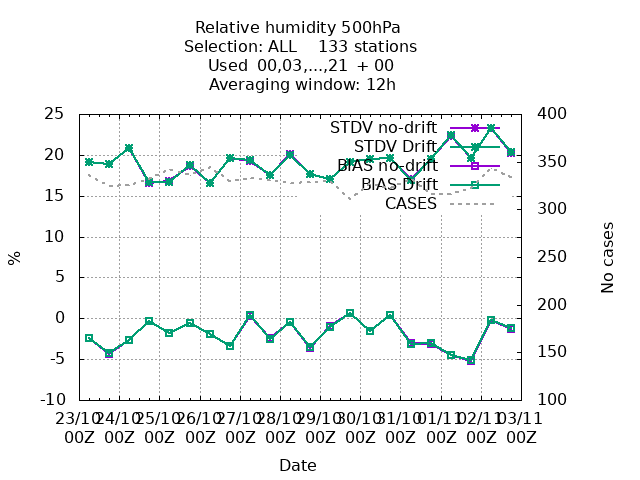 Relative humidity 500hPa
Selection: ALL 133 stations
Used 00,03,...,21 + 00
Averaging window: 12h
25
20
15
10
5
0
-5
-10
400
350
300
250
200
150
100
STDV no-drift
STDV Drift
BIAS no-drift
BIAS Drift
CASES
%
No cases
23/10 24/10 25/10 26/10 27/10 28/10 29/10 30/10 31/10 01/11 02/11 03/11
00Z 00Z 00Z 00Z 00Z 00Z 00Z 00Z 00Z 00Z 00Z 00Z
Date